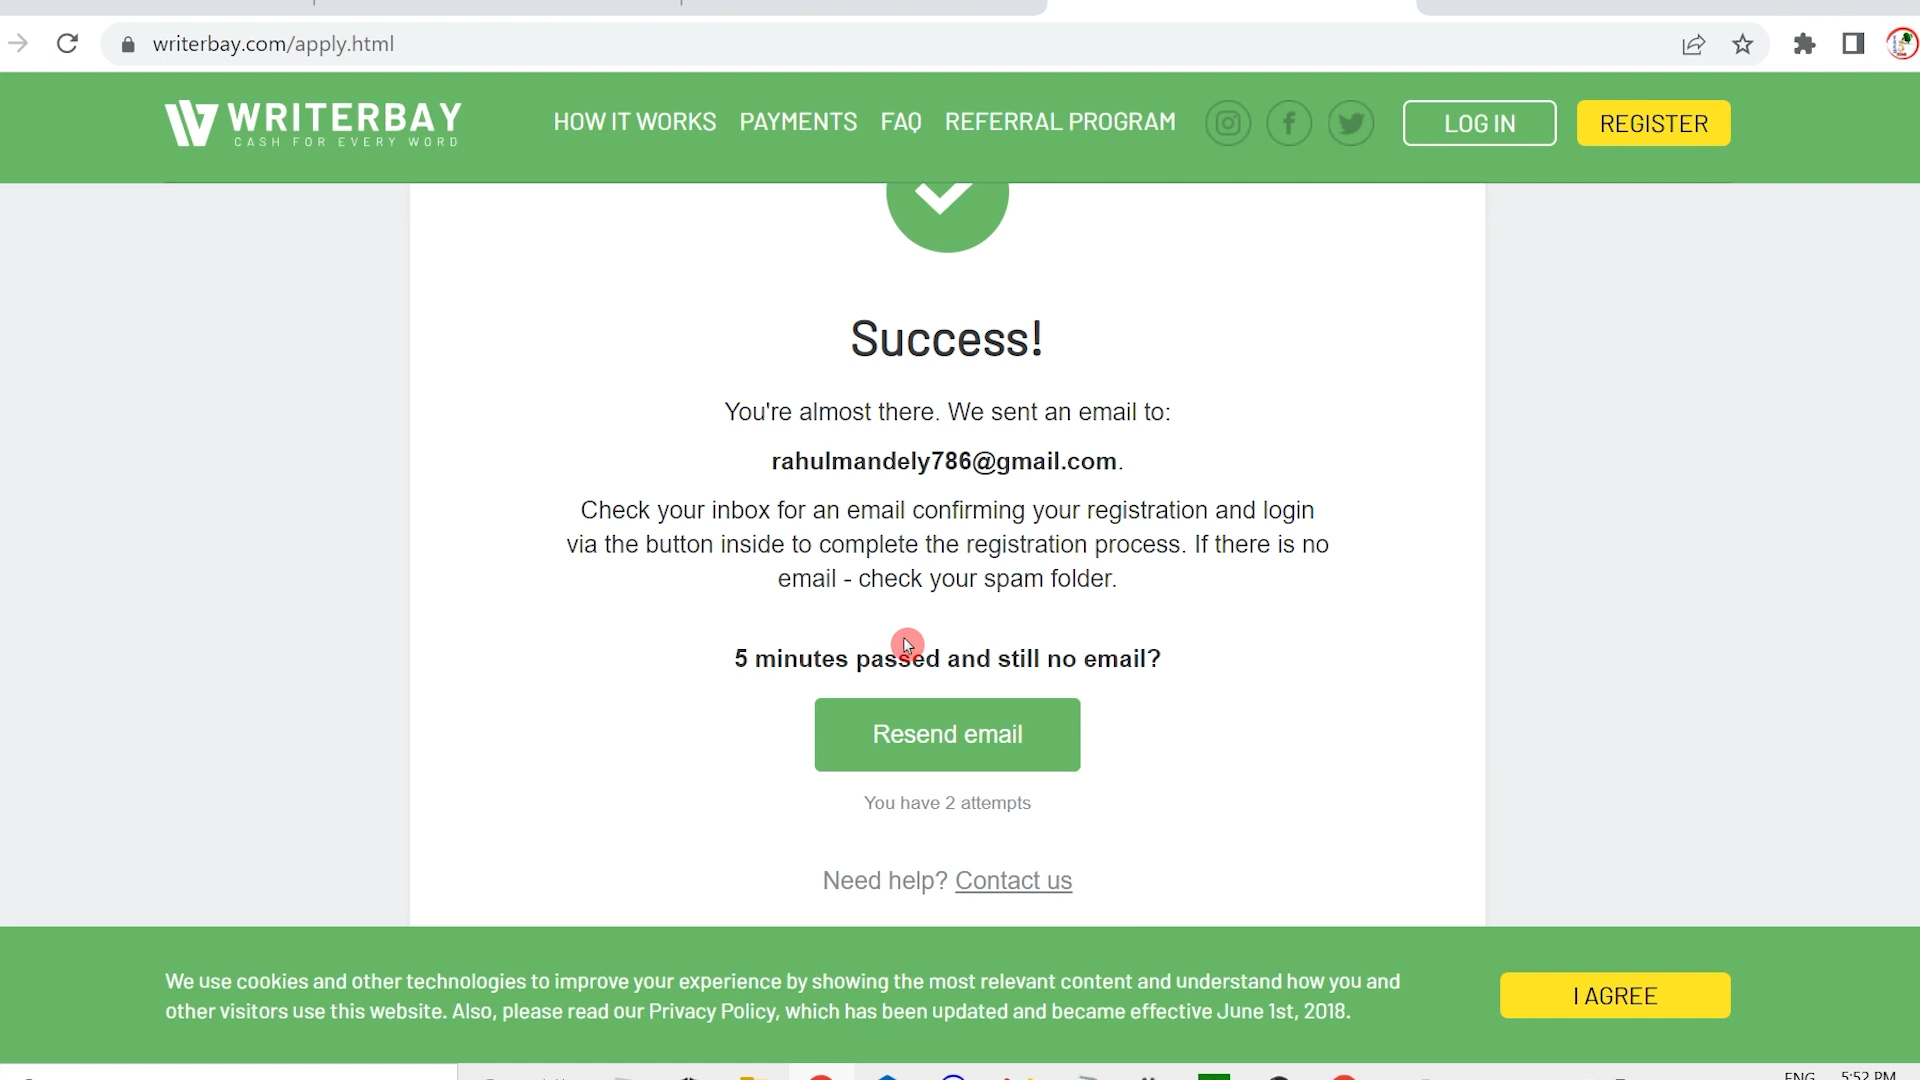 writerbay.com/apply.html
WRITERBAY
CASH FOR EVERY WORD
HOW IT WORKS PAYMENTS FAQ REFERRAL PROGRAM
LOG IN
REGISTER
Success!
You're almost there. We sent an email to:
rahulmandely786@gmail.com.
Check your inbox for an email confirming your registration and login
via the button inside to complete the registration process. If there is no
email - check your spam folder.
5 minutes passed and still no email?
Resend email
You have 2 attempts
Need help? Contact us
We use cookies and other technologies to improve your experience by showing the most relevant content and understand how you and
other visitors use this website. Also, please read our Privacy Policy, which has been updated and became effective June 1st, 2018.
I AGREE
ENG 5:52 PM